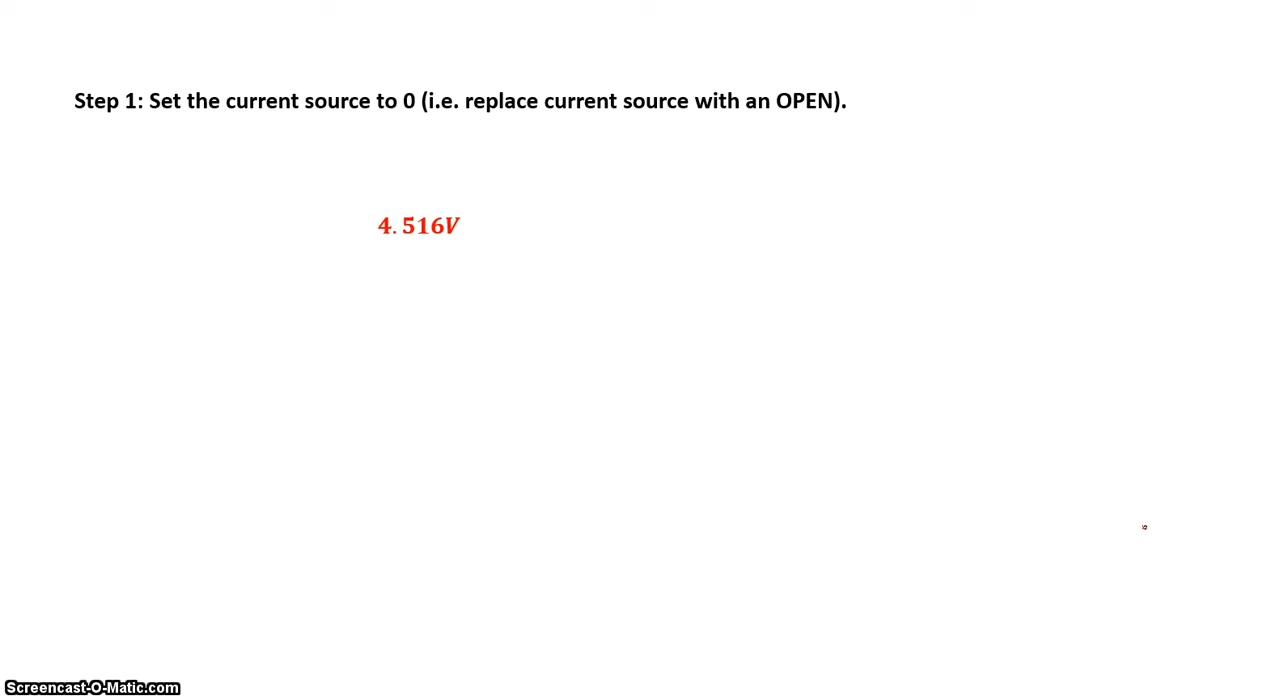 Step 1: Set the current source to 0 (i.e. replace current source with an OPEN).
4.516V
Screencast-O-Matic.com